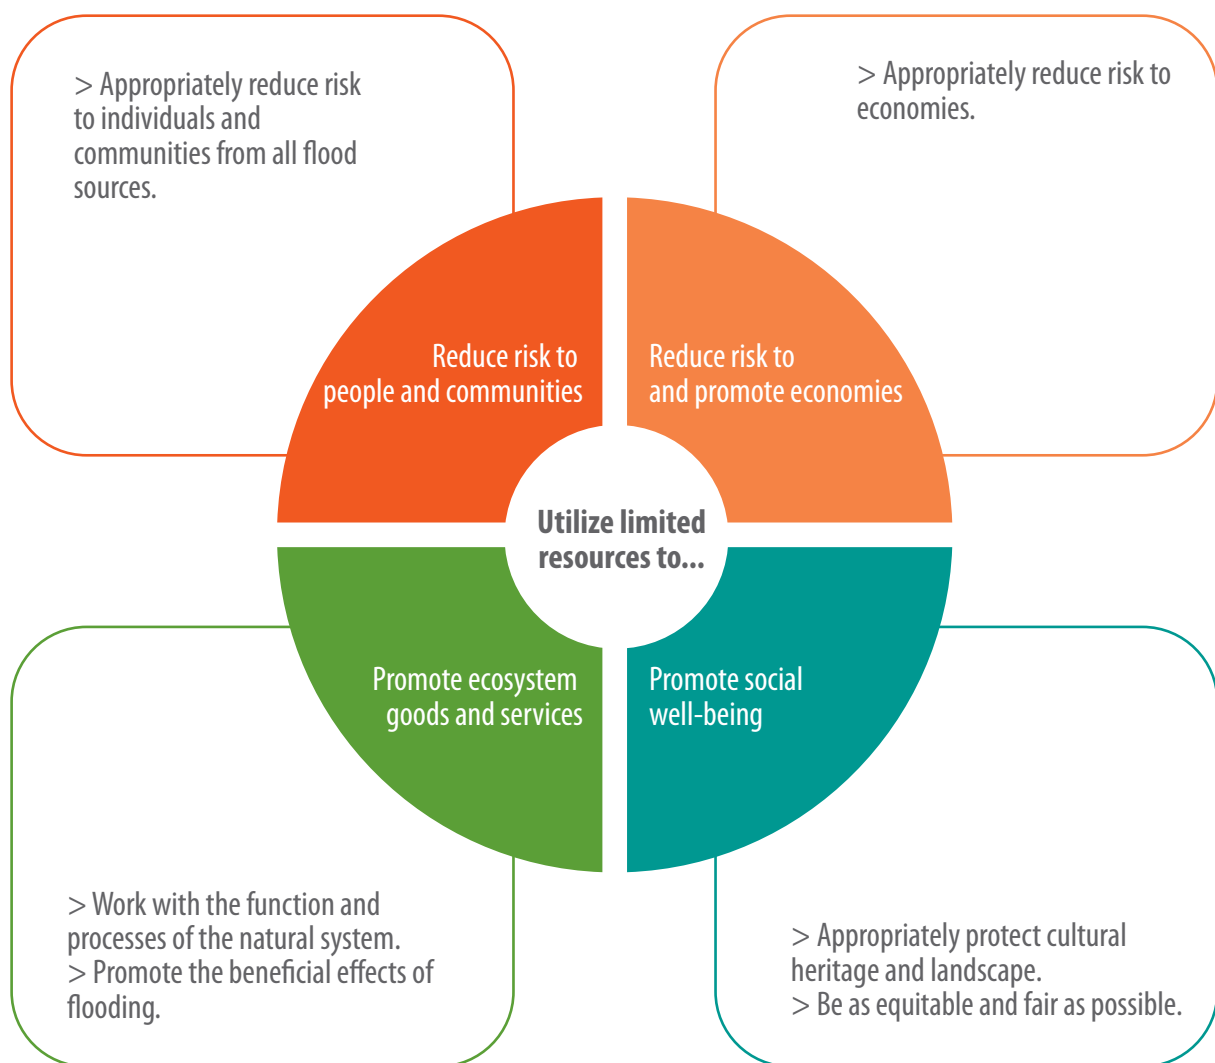 > Appropriately reduce risk
to individuals and
communities from all flood
sources.
> Appropriately reduce risk to
economies.
Reduce risk to
people and communities
Reduce risk to
and promote economies
Utilize limited
resources to...
Promote ecosystem
goods and services
Promote social
well-being
> Work with the function and
processes of the natural system.
> Promote the beneficial effects of
flooding.
> Appropriately protect cultural
heritage and landscape.
> Be as equitable and fair as possible.